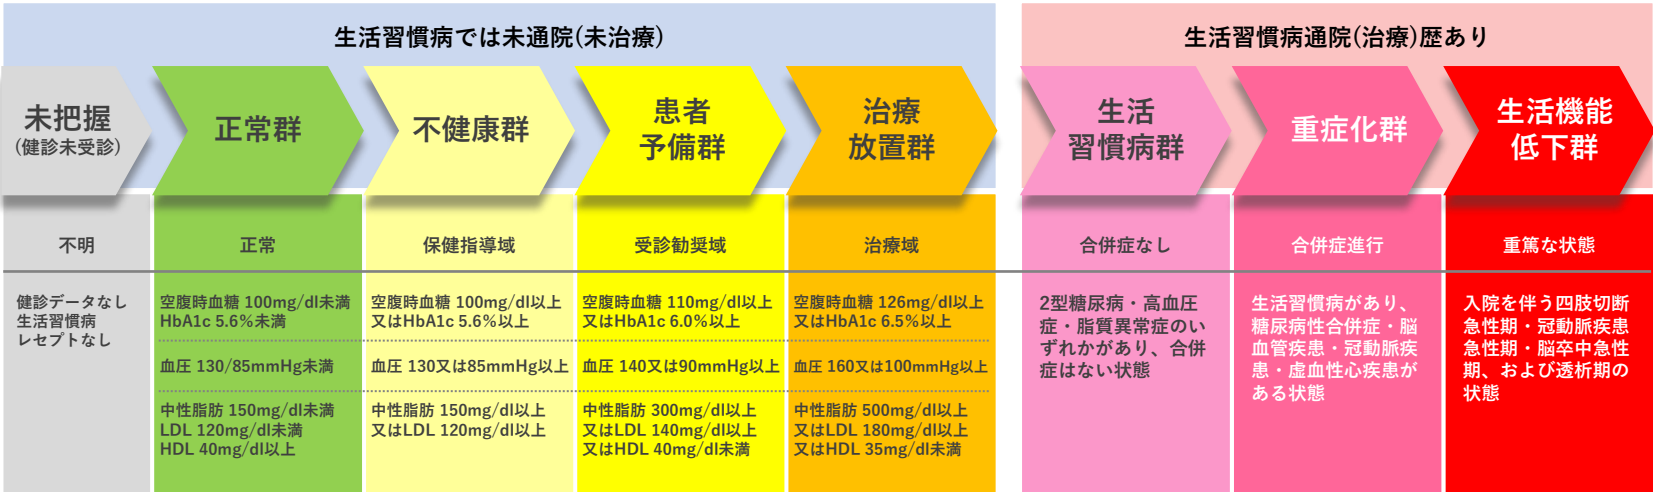 生活習慣病では未通院(未治療)
生活習慣病通院(治療)歴あり
未把握
(健診未受診)
正常群
不健康群
患者
予備群
治療
放置群
生活
習慣病群
重症化群
生活機能
低下群
不明
正常
保健指導域
受診勧奨域
治療域
合併症なし
合併症進行
重篤な状態
健診データなし
生活習慣病
レセプトなし
空腹時血糖 100mg/dl未満
HbA1c 5.6%未満
血圧 130/85mmHg未満
中性脂肪 150mg/dl未満
LDL 120mg/dl未満
HDL 40mg/dl以上
空腹時血糖 100mg/dl以上
又はHbA1c 5.6%以上
血圧 130又は85mmHg以上
中性脂肪 150mg/dl以上
又はLDL 120mg/dl以上
空腹時血糖 110mg/dl以上
又はHbA1c 6.0%以上
血圧 140又は90mmHg以上
中性脂肪 300mg/dl以上
又はLDL 140mg/dl以上
又はHDL 40mg/dl未満
空腹時血糖 126mg/dl以上
又はHbA1c 6.5%以上
血圧 160又は100mmHg以上
中性脂肪 500mg/dl以上
又はLDL 180mg/dl以上
又はHDL 35mg/dl未満
2型糖尿病・高血圧
症・脂質異常症のい
ずれかがあり、合併
症はない状態
生活習慣病があり、
糖尿病性合併症・脳
血管疾患・冠動脈疾
患・虚血性心疾患が
ある状態
入院を伴う四肢切断
急性期・冠動脈疾患
急性期・脳卒中急性
期、および透析期の
状態